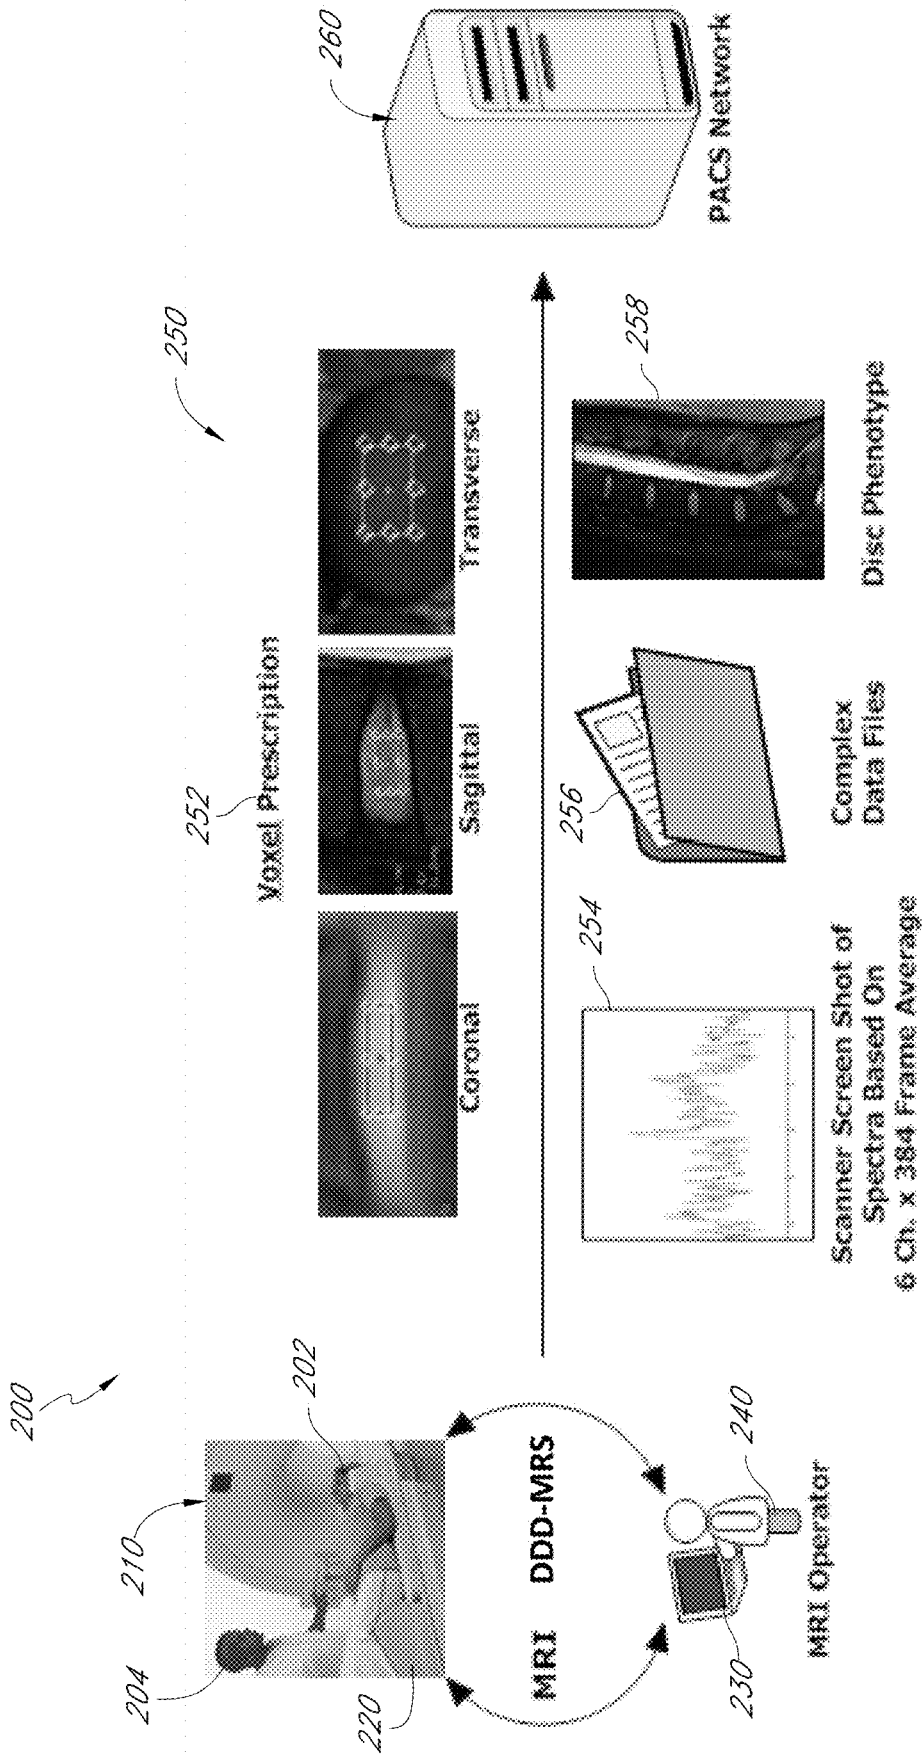 200
210
204
202
220
MRI DDD-MRS
230
240
MRI Operator
250
252
Voxel Prescription
Coronal
Sagittal
Transverse
254
Scanner Screen Shot of
Spectra Based On
6 Ch. x 384 Frame Average
256
Complex
Data Files
258
Disc Phenotype
260
PACS Network